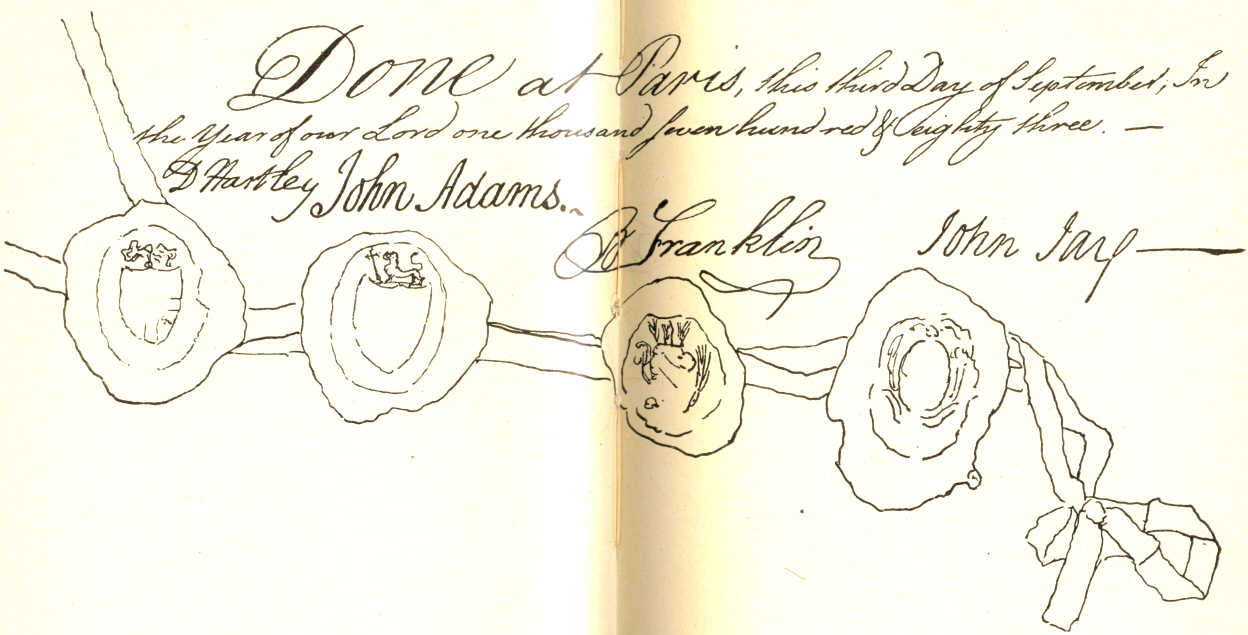 Done at Paris, this third Day of September, In
the Year of our Lord one thousand seven hundred & eighty three. —
D Hartley John Adams.
B Franklin John Jay